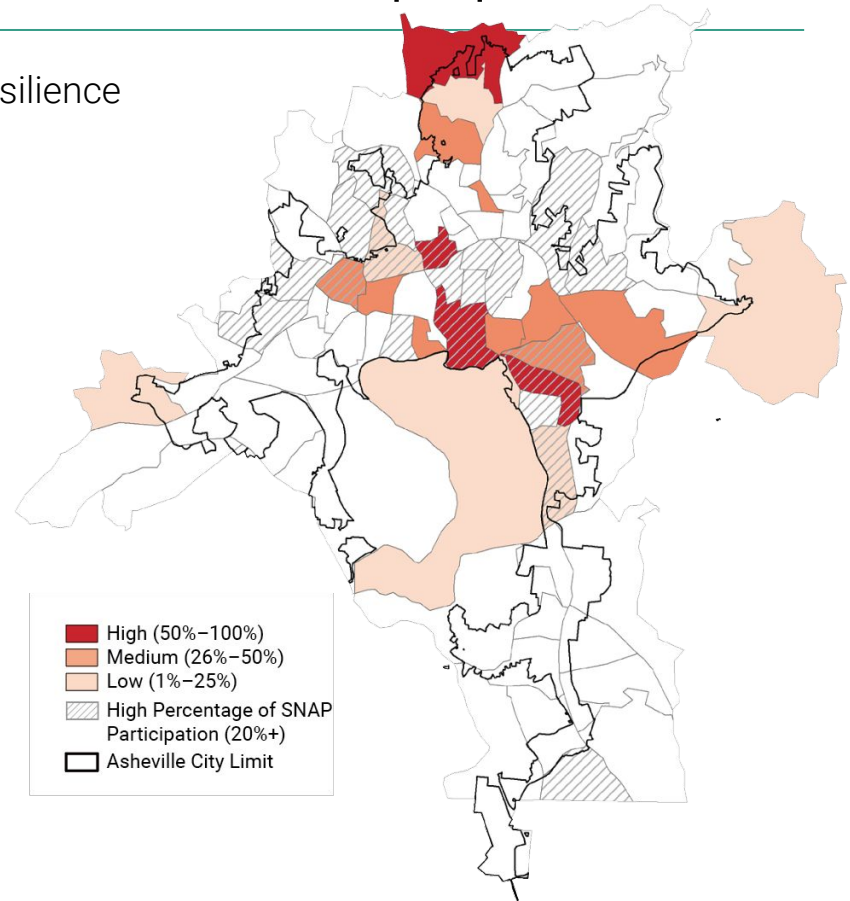 silience
High (50%–100%)
Medium (26%–50%)
Low (1%–25%)
High Percentage of SNAP
Participation (20%+)
Asheville City Limit